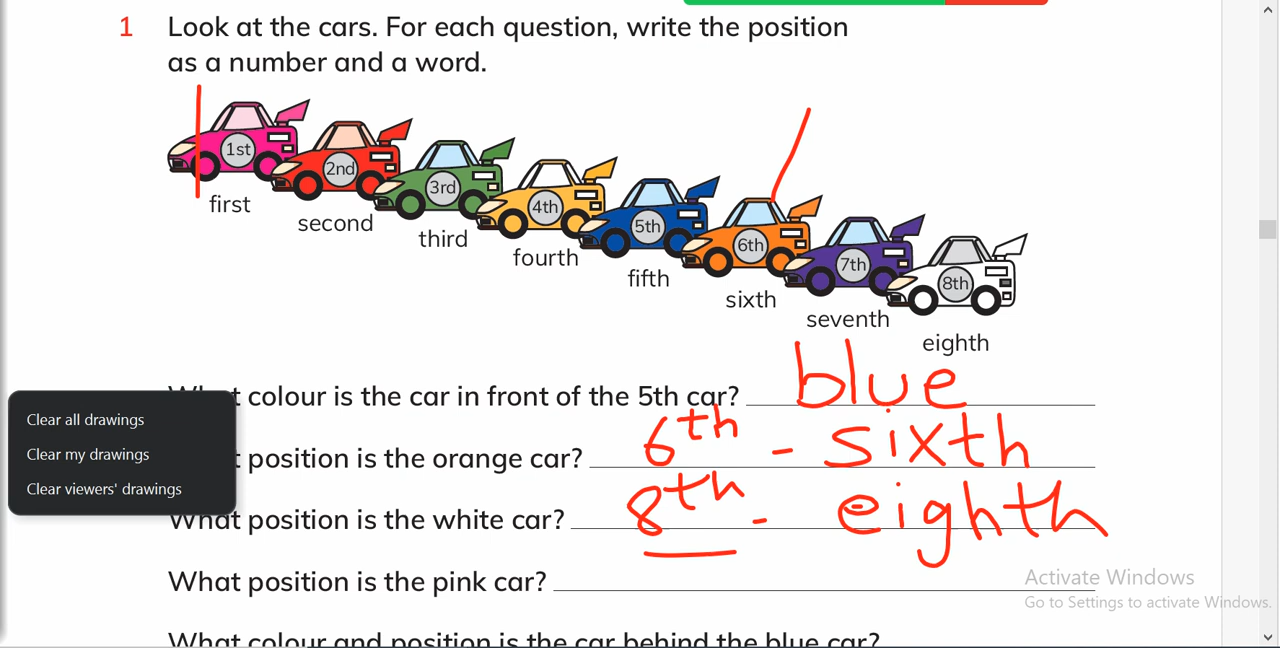 1 Look at the cars. For each question, write the position
as a number and a word.
1st
2nd
3rd
4th
5th
6th
7th
8th
first
second
third
fourth
fifth
sixth
seventh
eighth
What colour is the car in front of the 5th car? blue
position is the orange car? 6th - sixth
What position is the white car? 8th - eighth
What position is the pink car?
What colour and position is the car behind the blue car?
Clear all drawings
Clear my drawings
Clear viewers' drawings
Activate Windows
Go to Settings to activate Windows.